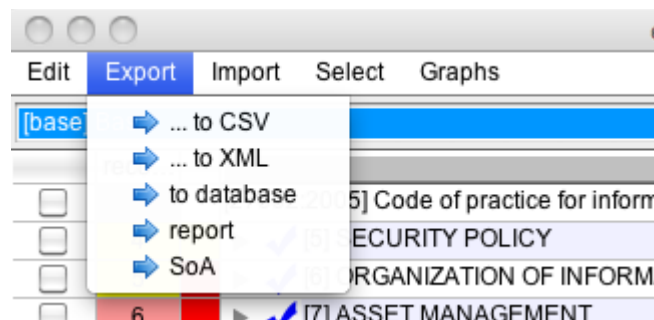 Edit Export Import Select Graphs
[base]
... to CSV
... to XML
to database
5] Code of practice for inform
report
[5] SECURITY POLICY
SoA
[6] ORGANIZATION OF INFORM
6 [7] ASSET MANAGEMENT